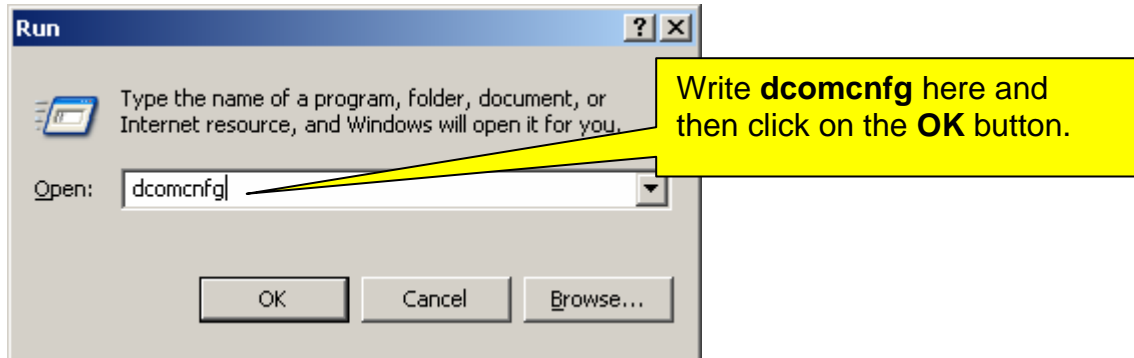 Run
Type the name of a program, folder, document, or
Internet resource, and Windows will open it for you.
Write dcomcnfg here and
then click on the OK button.
Open: dcomcnfg
OK Cancel Browse...